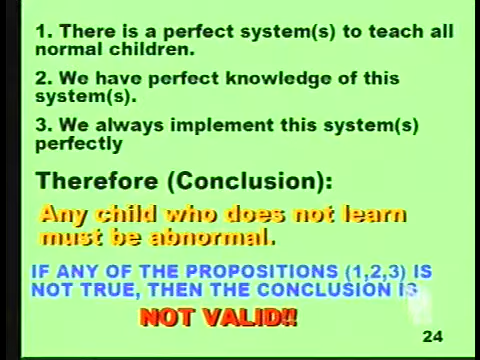 1. There is a perfect system(s) to teach all
normal children.
2. We have perfect knowledge of this
system(s).
3. We always implement this system(s)
perfectly
Therefore (Conclusion):
Any child who does not learn
must be abnormal.
IF ANY OF THE PROPOSITIONS (1,2,3) IS
NOT TRUE, THEN THE CONCLUSION IS
NOT VALID!!
24